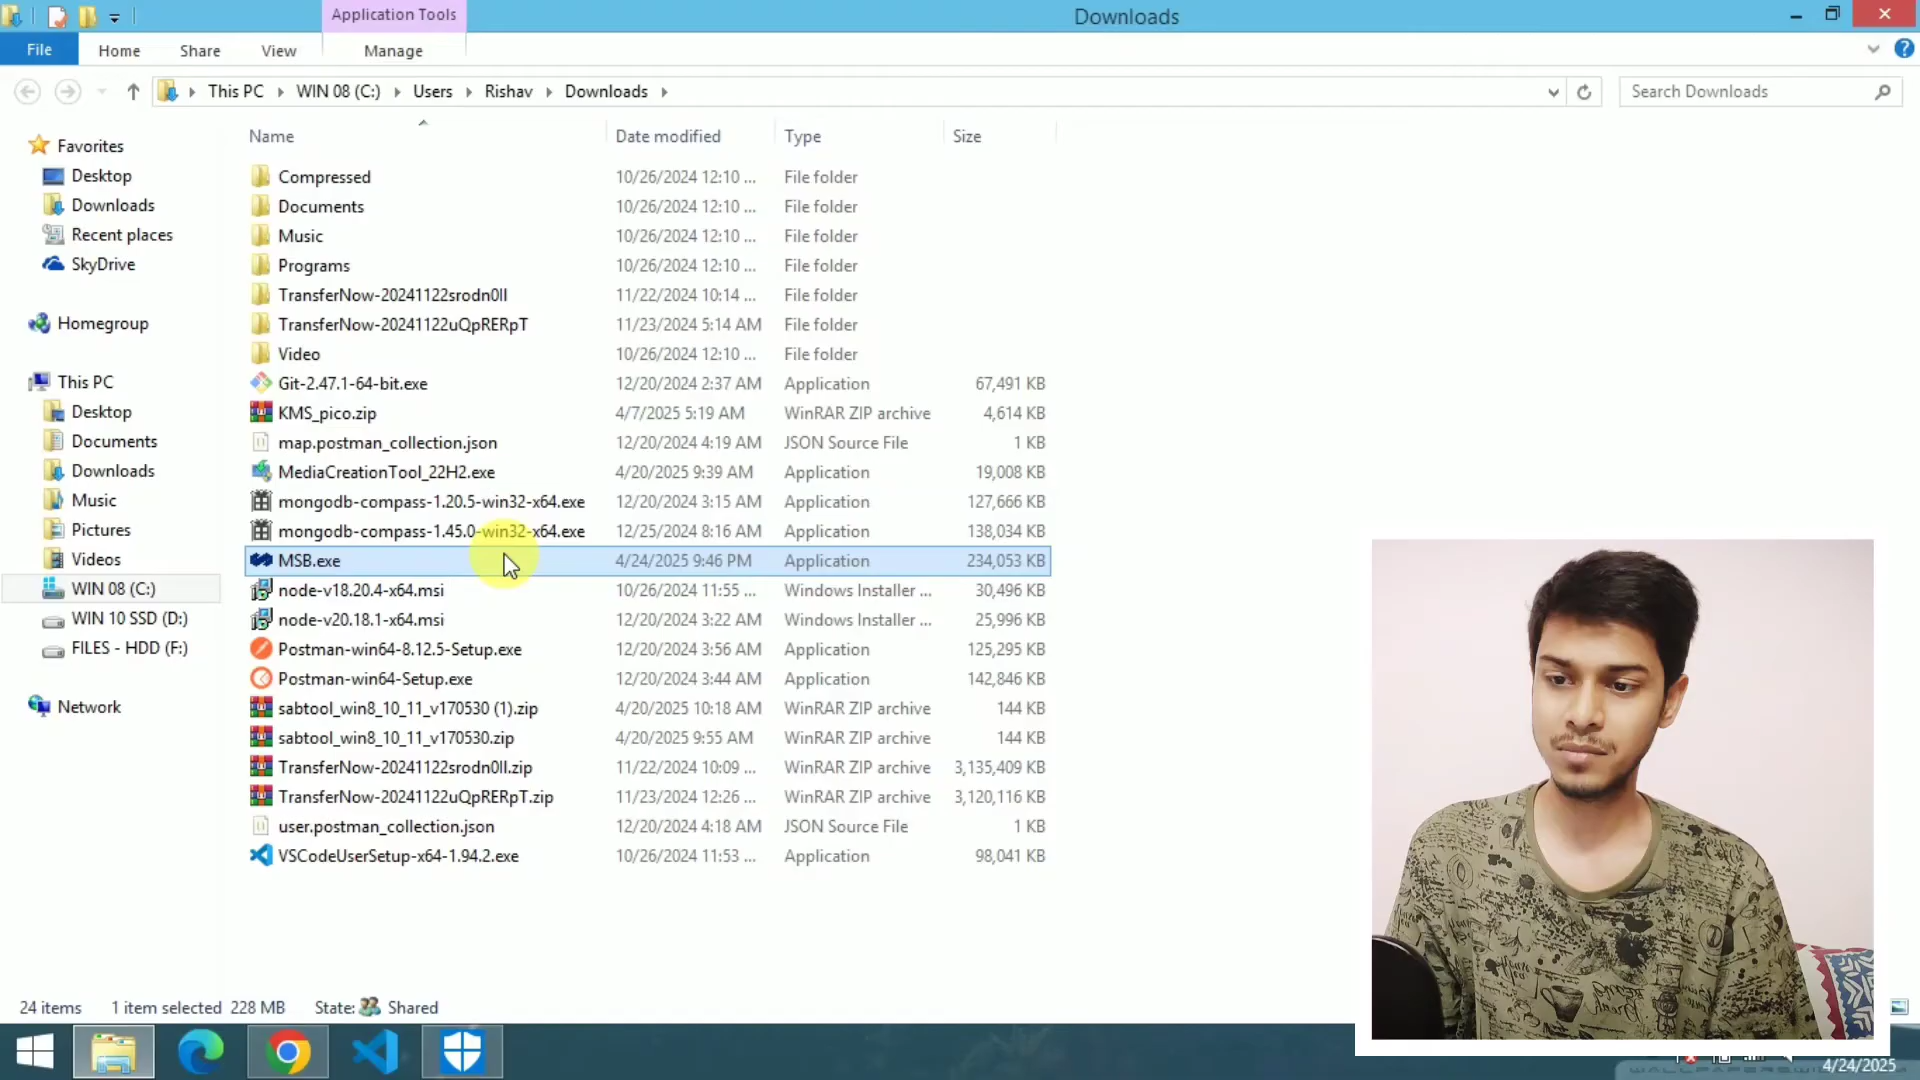 Application Tools
Downloads
File Home Share View Manage
This PC WIN 08 (C:) Users Rishav Downloads
Search Downloads
Name Date modified Type Size
Favorites
Desktop
Downloads
Recent places
SkyDrive
Homegroup
This PC
Desktop
Documents
Downloads
Music
Pictures
Videos
WIN 08 (C:)
WIN 10 SSD (D:)
FILES - HDD (F:)
Network
Compressed 10/26/2024 12:10 ... File folder
Documents 10/26/2024 12:10 ... File folder
Music 10/26/2024 12:10 ... File folder
Programs 10/26/2024 12:10 ... File folder
TransferNow-20241122srodn0ll 11/22/2024 10:14 ... File folder
TransferNow-20241122uQpRERpT 11/23/2024 5:14 AM File folder
Video 10/26/2024 12:10 ... File folder
Git-2.47.1-64-bit.exe 12/20/2024 2:37 AM Application 67,491 KB
KMS_pico.zip 4/7/2025 5:19 AM WinRAR ZIP archive 4,614 KB
map.postman_collection.json 12/20/2024 4:19 AM JSON Source File 1 KB
MediaCreationTool_22H2.exe 4/20/2025 9:39 AM Application 19,008 KB
mongodb-compass-1.20.5-win32-x64.exe 12/20/2024 3:15 AM Application 127,666 KB
mongodb-compass-1.45.0-win32-x64.exe 12/25/2024 8:16 AM Application 138,034 KB
MSB.exe 4/24/2025 9:46 PM Application 234,053 KB
node-v18.20.4-x64.msi 10/26/2024 11:55 ... Windows Installer ... 30,496 KB
node-v20.18.1-x64.msi 12/20/2024 3:22 AM Windows Installer ... 25,996 KB
Postman-win64-8.12.5-Setup.exe 12/20/2024 3:56 AM Application 125,295 KB
Postman-win64-Setup.exe 12/20/2024 3:44 AM Application 142,846 KB
sabtool_win8_10_11_v170530 (1).zip 4/20/2025 10:18 AM WinRAR ZIP archive 144 KB
sabtool_win8_10_11_v170530.zip 4/20/2025 9:55 AM WinRAR ZIP archive 144 KB
TransferNow-20241122srodn0ll.zip 11/22/2024 10:09 ... WinRAR ZIP archive 3,135,409 KB
TransferNow-20241122uQpRERpT.zip 11/23/2024 12:26 ... WinRAR ZIP archive 3,120,116 KB
user.postman_collection.json 12/20/2024 4:18 AM JSON Source File 1 KB
VSCodeUserSetup-x64-1.94.2.exe 10/26/2024 11:53 ... Application 98,041 KB
24 items 1 item selected 228 MB State: Shared
4/24/2025